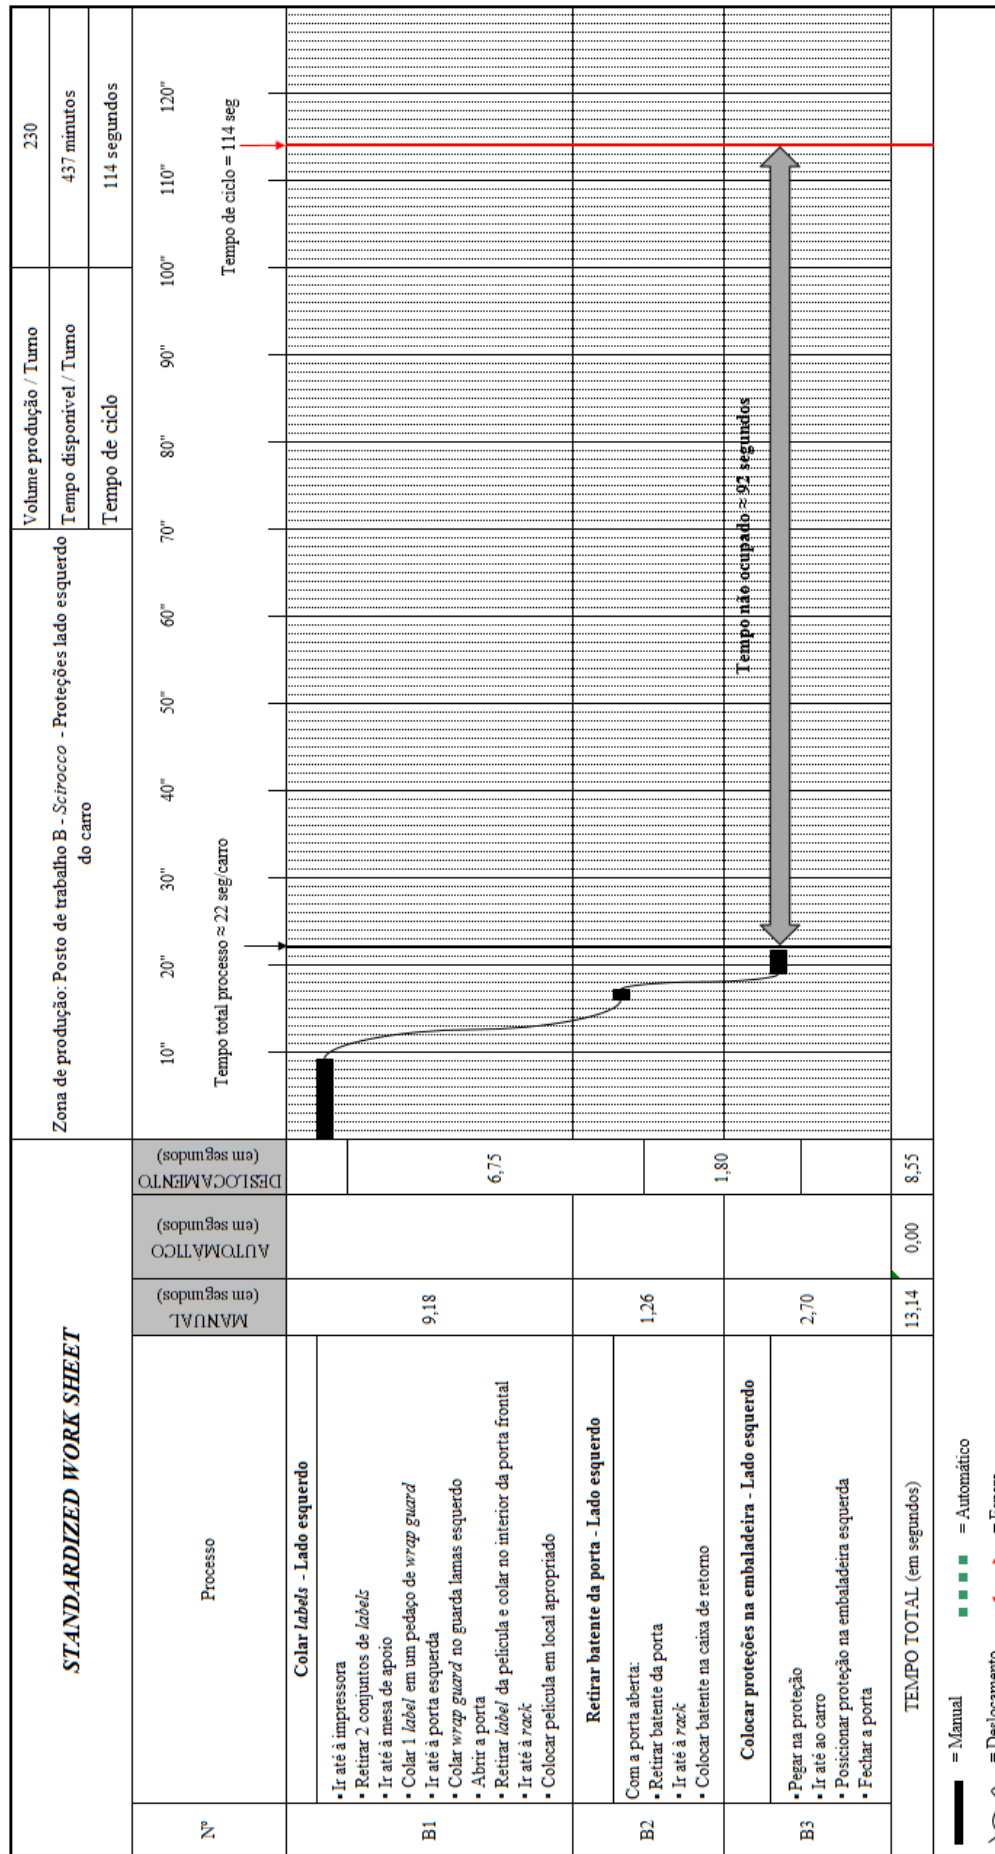 STANDARDIZED WORK SHEET
Zona de produção: Posto de trabalho B - Scirocco - Proteções lado esquerdo
do carro
Volume produção / Turno
230
Tempo disponível / Turno
437 minutos
Tempo de ciclo
114 segundos
Nº
Processo
MANUAL
(em segundos)
AUTOMÁTICO
(em segundos)
DESLOCAMENTO
(em segundos)
10" 20" 30" 40" 50" 60" 70" 80" 90" 100" 110" 120"
Tempo total processo ≈ 22 seg/carro
Tempo de ciclo = 114 seg
B1
Colar labels - Lado esquerdo
▪ Ir até à impressora
▪ Retirar 2 conjuntos de labels
▪ Ir até à mesa de apoio
▪ Colar 1 label em um pedaço de wrap guard
▪ Ir até à porta esquerda
▪ Colar wrap guard no guarda lamas esquerdo
▪ Abrir a porta
▪ Retirar label da película e colar no interior da porta frontal
▪ Ir até à rack
▪ Colocar película em local apropriado
9,18
6,75
B2
Retirar batente da porta - Lado esquerdo
Com a porta aberta:
▪ Retirar batente da porta
▪ Ir até à rack
▪ Colocar batente na caixa de retorno
1,26
1,80
B3
Colocar proteções na embaladeira - Lado esquerdo
▪ Pegar na proteção
▪ Ir até ao carro
▪ Posicionar proteção na embaladeira esquerda
▪ Fechar a porta
2,70
Tempo não ocupado ≈ 92 segundos
TEMPO TOTAL (em segundos)
13,14
0,00
8,55
= Manual
= Automático
= Deslocamento